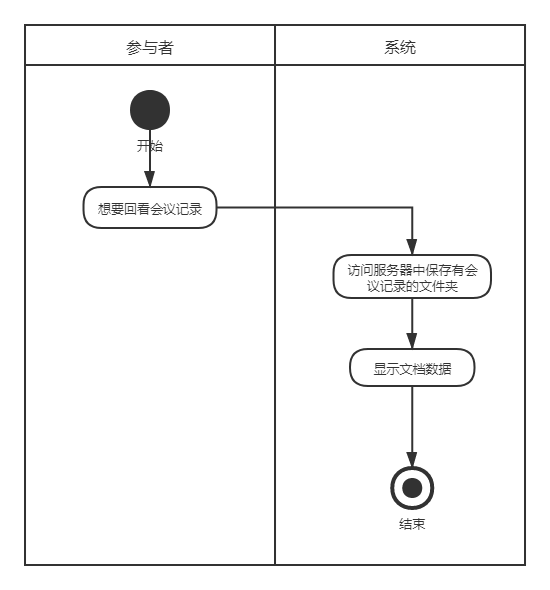 参与者
系统
开始
想要回看会议记录
访问服务器中保存有会
议记录的文件夹
显示文档数据
结束